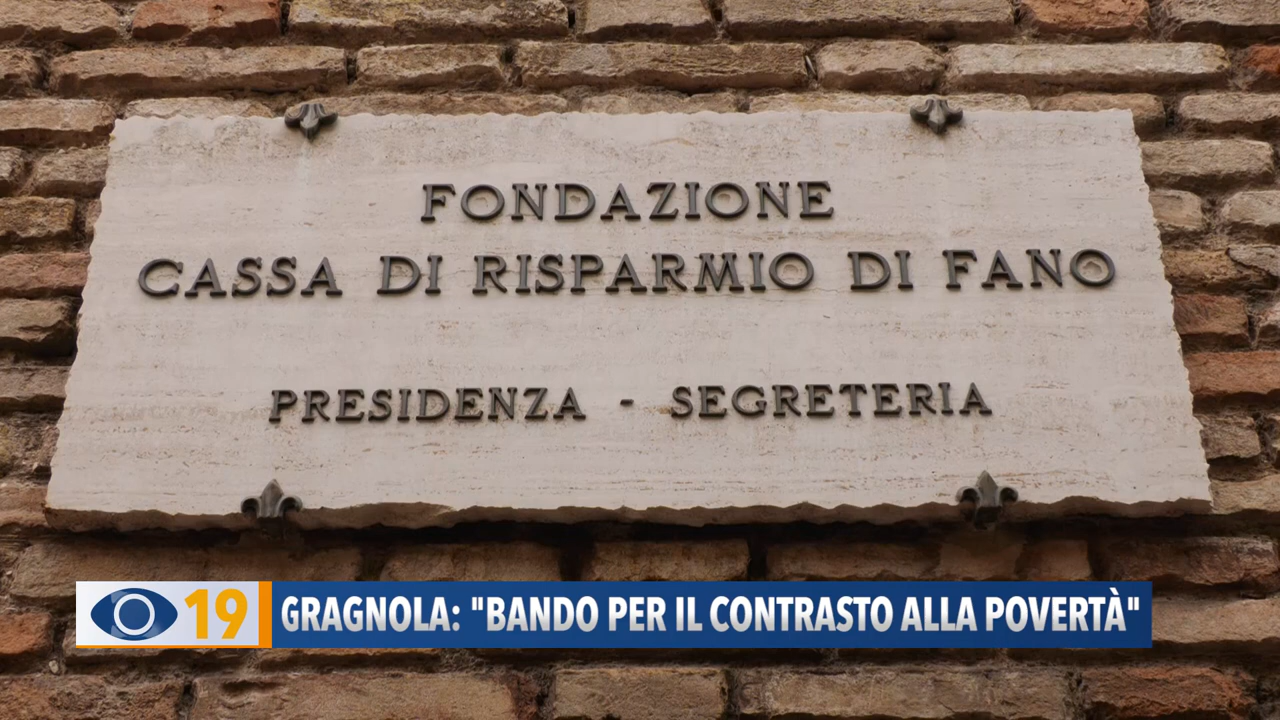 FONDAZIONE
CASSA DI RISPARMIO DI FANO
PRESIDENZA - SEGRETERIA
19 GRAGNOLA: "BANDO PER IL CONTRASTO ALLA POVERTÀ"